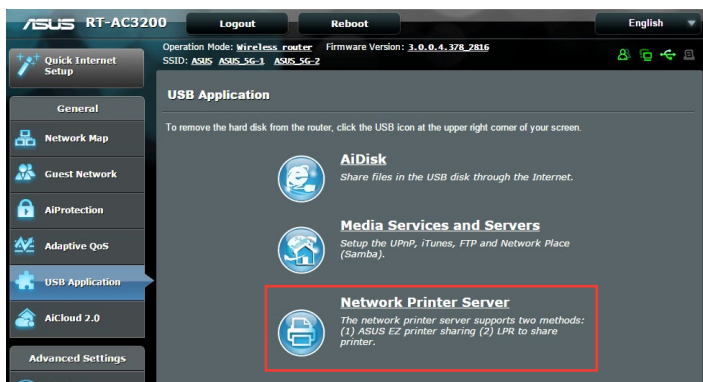 ASUS RT-AC3200 Logout Reboot English
Quick Internet Setup
Operation Mode: Wireless router Firmware Version: 3.0.0.4.378_2816
SSID: ASUS ASUS_5G-1 ASUS_5G-2
General
Network Map
Guest Network
AiProtection
Adaptive QoS
USB Application
AiCloud 2.0
Advanced Settings
USB Application
To remove the hard disk from the router, click the USB icon at the upper right corner of your screen.
AiDisk
Share files in the USB disk through the Internet.
Media Services and Servers
Setup the UPnP, iTunes, FTP and Network Place
(Samba).
Network Printer Server
The network printer server supports two methods:
(1) ASUS EZ printer sharing (2) LPR to share
printer.